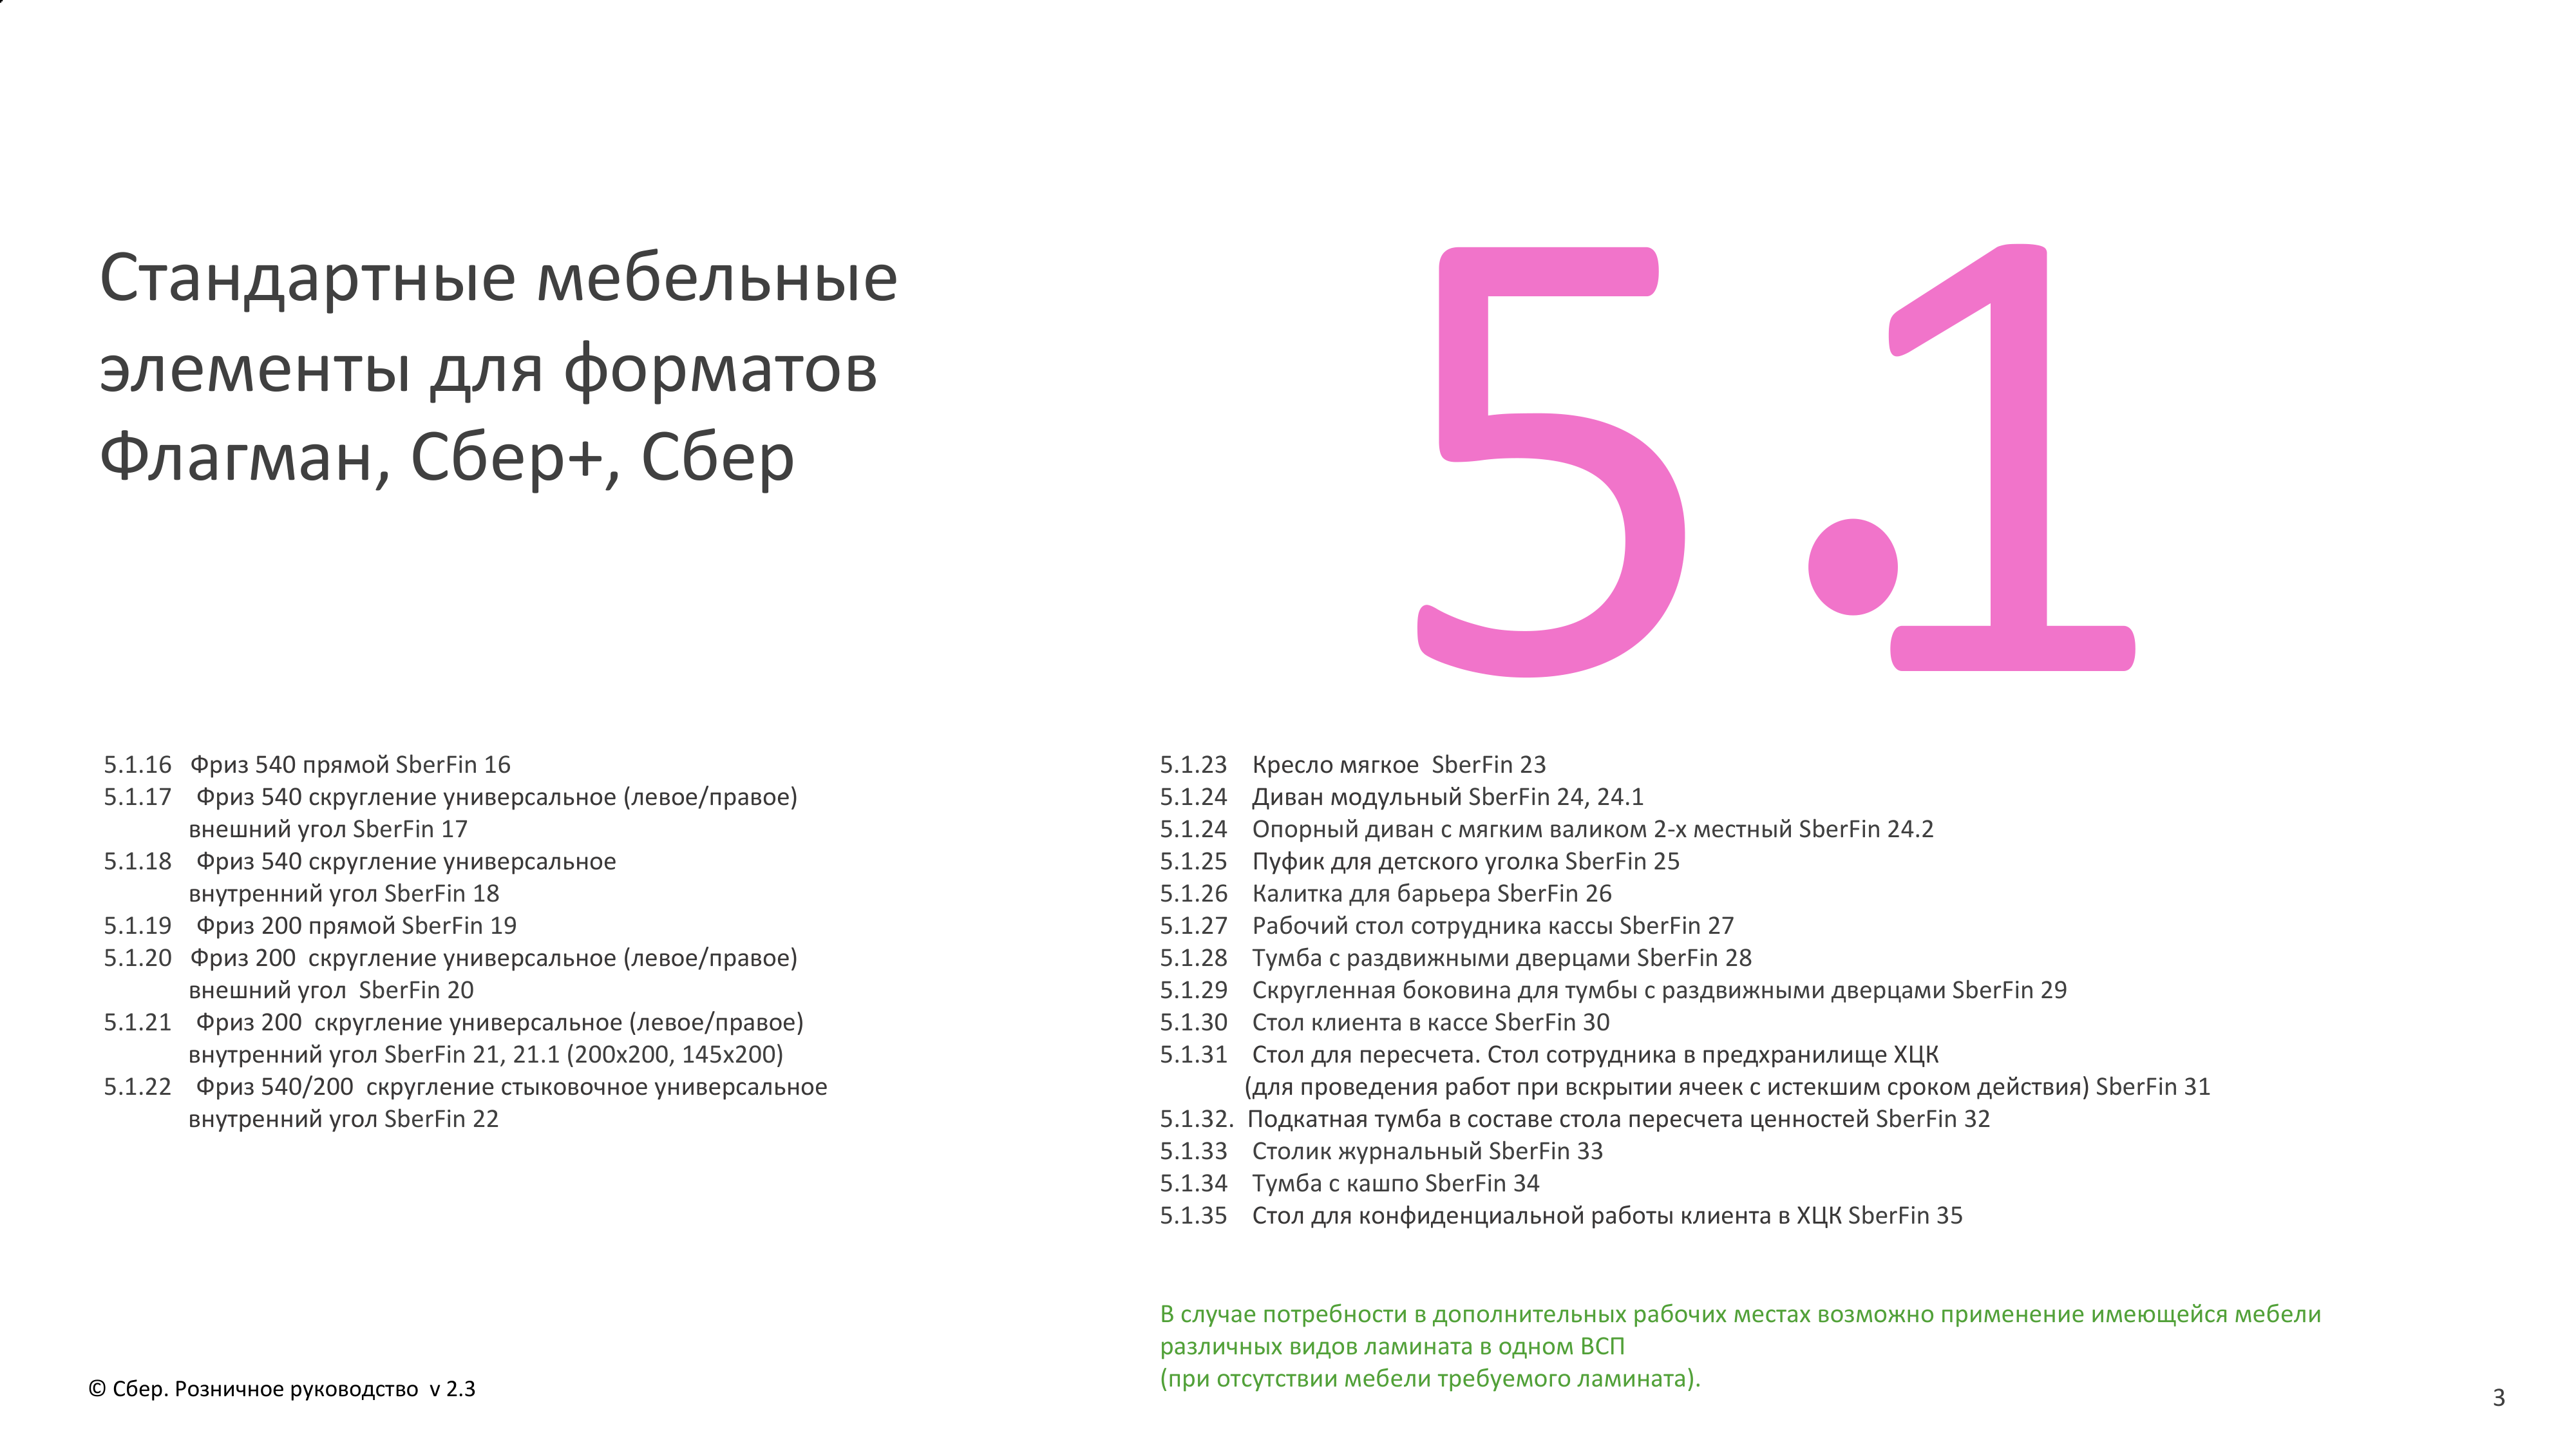 Стандартные мебельные
элементы для форматов
Флагман, Сбер+, Сбер
5.1
5.1.16 Фриз 540 прямой SberFin 16
5.1.17 Фриз 540 скругление универсальное (левое/правое)
внешний угол SberFin 17
5.1.18 Фриз 540 скругление универсальное
внутренний угол SberFin 18
5.1.19 Фриз 200 прямой SberFin 19
5.1.20 Фриз 200 скругление универсальное (левое/правое)
внешний угол SberFin 20
5.1.21 Фриз 200 скругление универсальное (левое/правое)
внутренний угол SberFin 21, 21.1 (200х200, 145х200)
5.1.22 Фриз 540/200 скругление стыковочное универсальное
внутренний угол SberFin 22
5.1.23 Кресло мягкое SberFin 23
5.1.24 Диван модульный SberFin 24, 24.1
5.1.24 Опорный диван с мягким валиком 2-х местный SberFin 24.2
5.1.25 Пуфик для детского уголка SberFin 25
5.1.26 Калитка для барьера SberFin 26
5.1.27 Рабочий стол сотрудника кассы SberFin 27
5.1.28 Тумба с раздвижными дверцами SberFin 28
5.1.29 Скругленная боковина для тумбы с раздвижными дверцами SberFin 29
5.1.30 Стол клиента в кассе SberFin 30
5.1.31 Стол для пересчета. Стол сотрудника в предхранилище ХЦК
(для проведения работ при вскрытии ячеек с истекшим сроком действия) SberFin 31
5.1.32. Подкатная тумба в составе стола пересчета ценностей SberFin 32
5.1.33 Столик журнальный SberFin 33
5.1.34 Тумба с кашпо SberFin 34
5.1.35 Стол для конфиденциальной работы клиента в ХЦК SberFin 35
В случае потребности в дополнительных рабочих местах возможно применение имеющейся мебели
различных видов ламината в одном ВСП
(при отсутствии мебели требуемого ламината).
© Сбер. Розничное руководство v 2.3
3